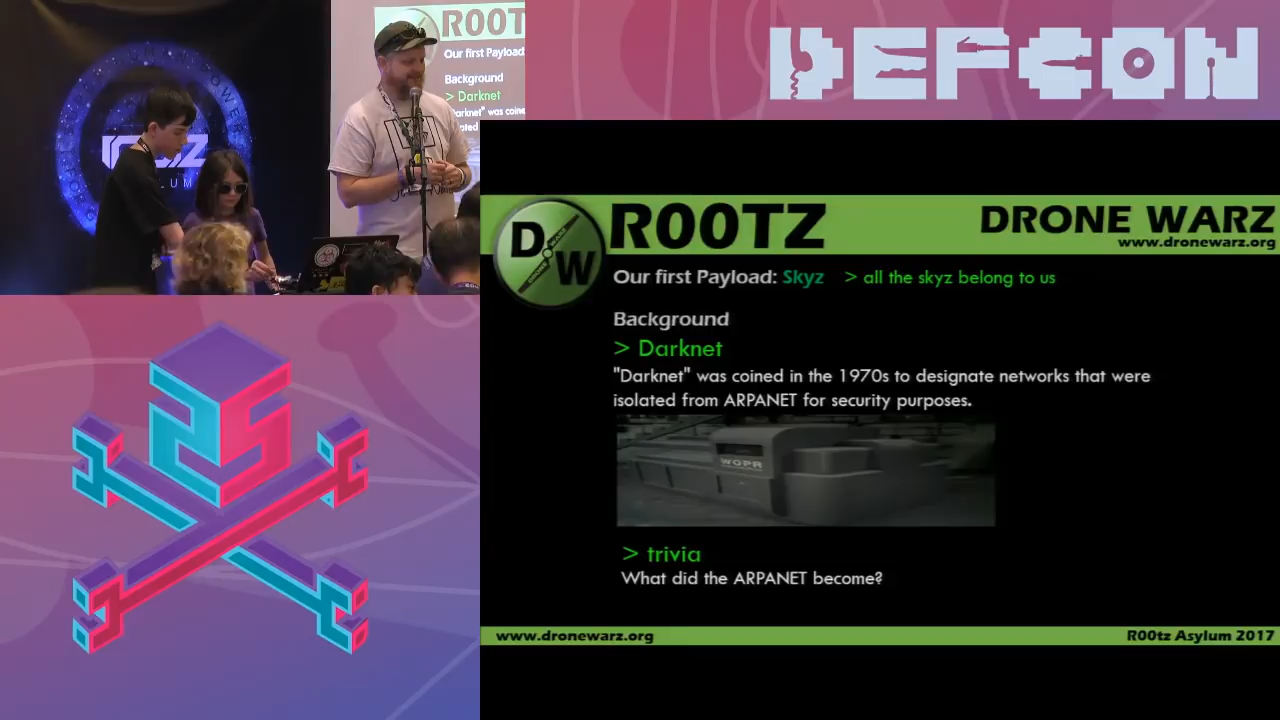 R00T
Our first Payload:
Background
> Darknet
DEFCON
D
W
R00TZ
DRONE WARZ
www.dronewarz.org
Our first Payload: Skyz > all the skyz belong to us
Background
> Darknet
"Darknet" was coined in the 1970s to designate networks that were
isolated from ARPANET for security purposes.
WOPR
> trivia
What did the ARPANET become?
www.dronewarz.org
R00tz Asylum 2017